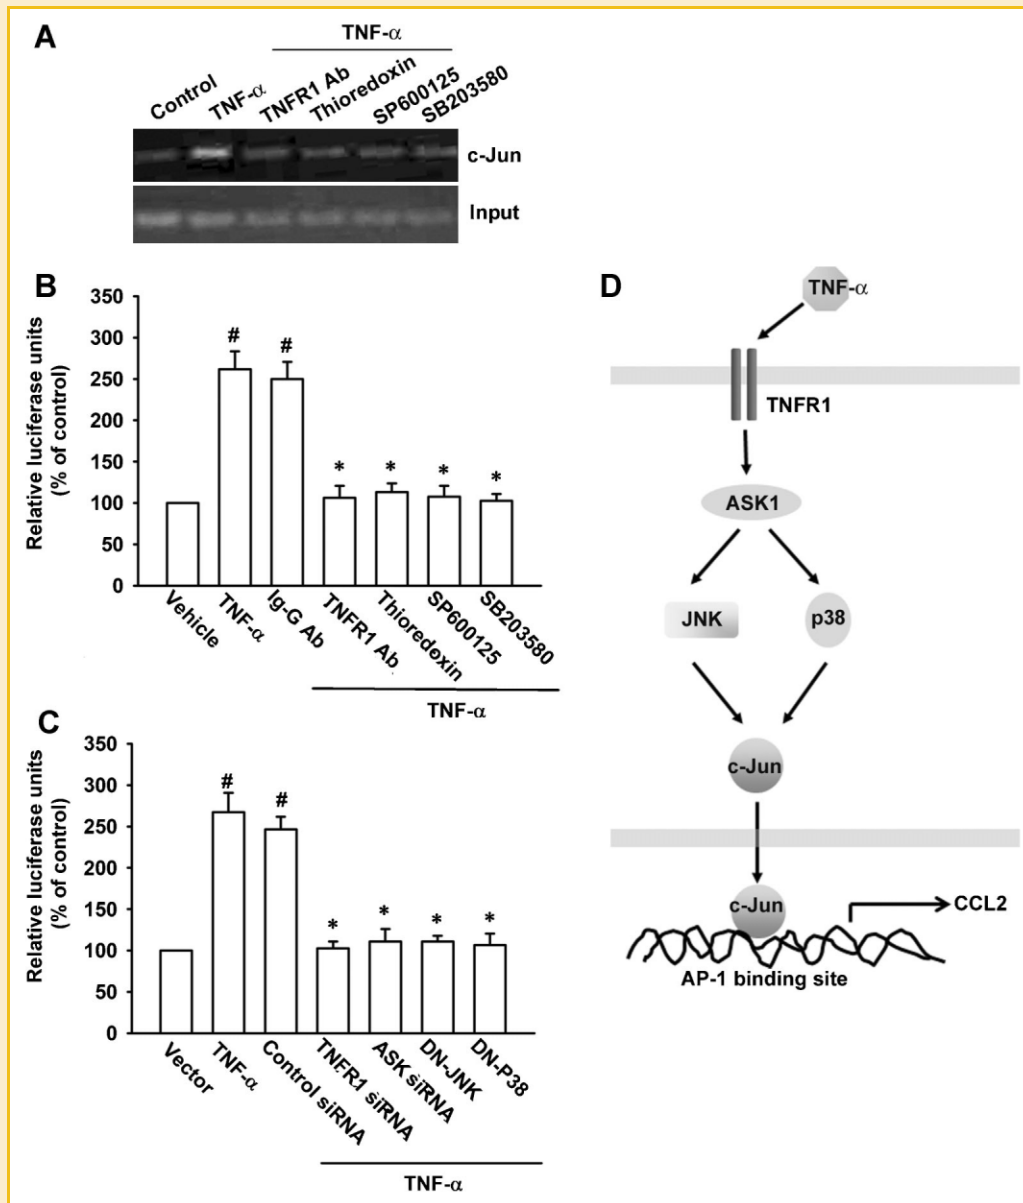 A
TNF-α
Control
TNF-α
TNFR1 Ab
Thioredoxin
SP600125
SB203580
c-Jun
Input
B
Relative luciferase units
(% of control)
350
300
250
200
150
100
50
0
#
#
*
*
*
*
Vehicle
TNF-α
Ig-G Ab
TNFR1 Ab
Thioredoxin
SP600125
SB203580
TNF-α
C
Relative luciferase units
(% of control)
350
300
250
200
150
100
50
0
#
#
*
*
*
*
Vector
TNF-α
Control siRNA
TNFR1 siRNA
ASK siRNA
DN-JNK
DN-P38
TNF-α
D
TNF-α
TNFR1
ASK1
JNK
p38
c-Jun
c-Jun
CCL2
AP-1 binding site